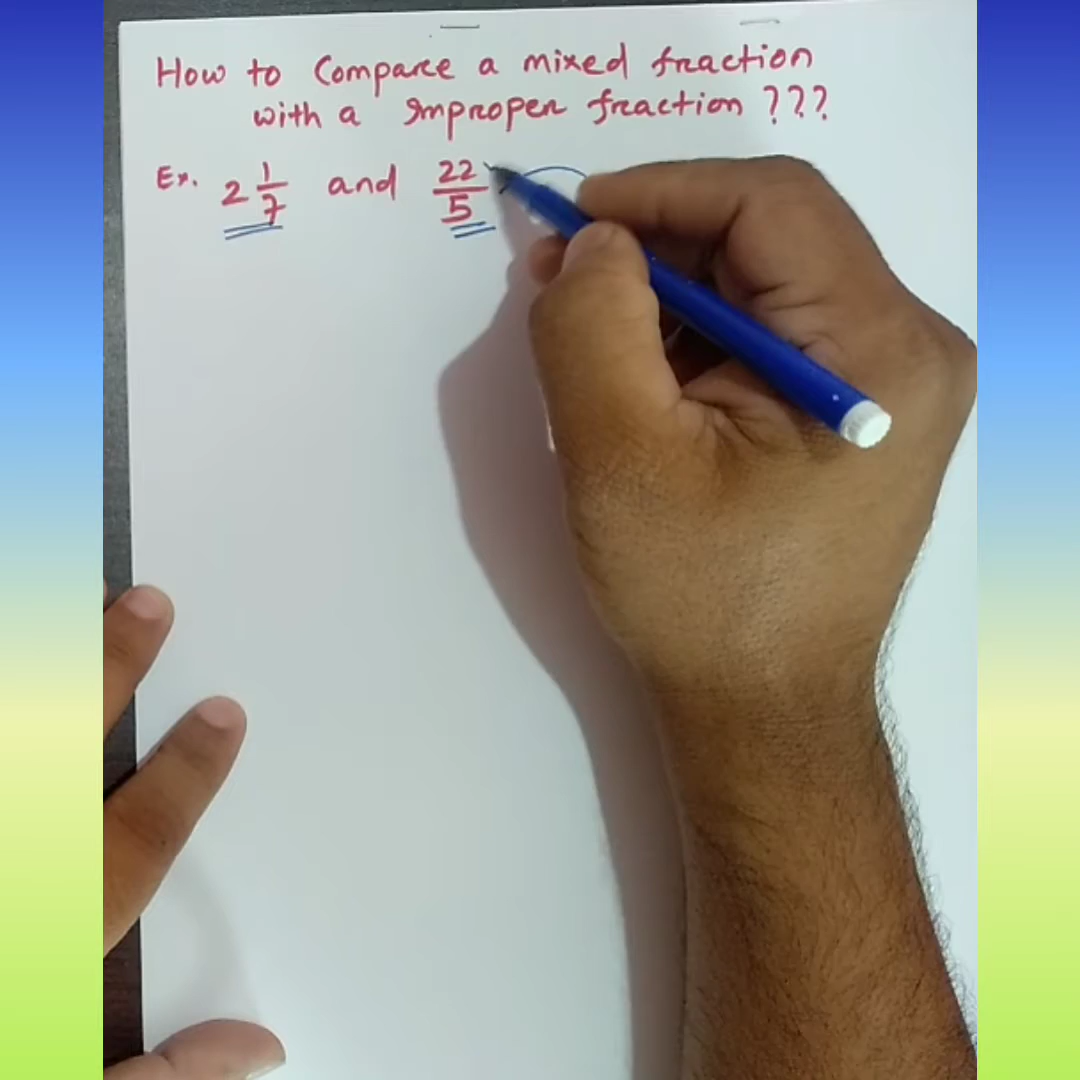 How to Compare a mixed fraction
with a Improper fraction ???
Ex. 2 1/7 and 22/5